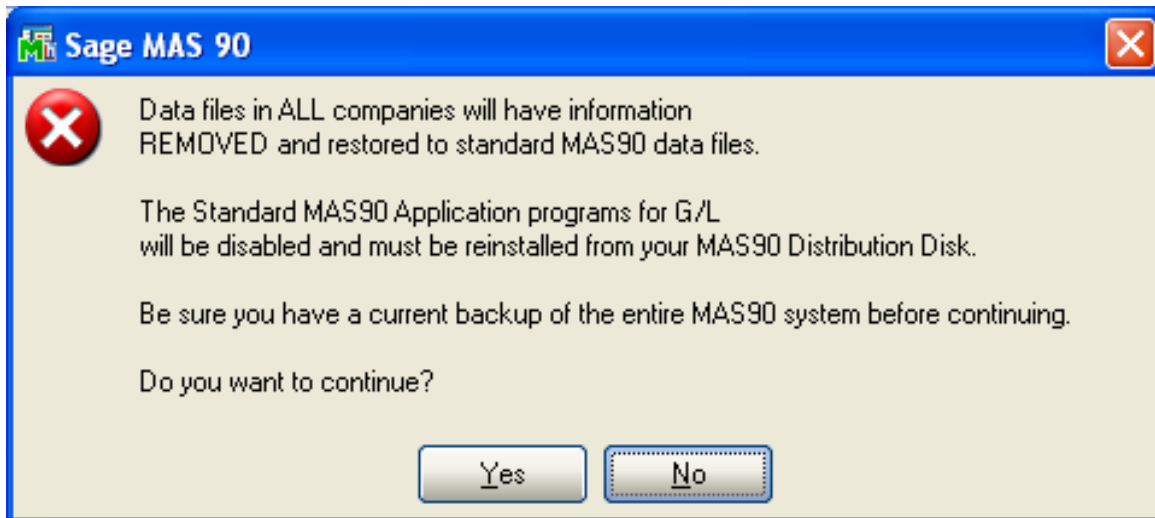 Sage MAS 90
Data files in ALL companies will have information
REMOVED and restored to standard MAS90 data files.
The Standard MAS90 Application programs for G/L
will be disabled and must be reinstalled from your MAS90 Distribution Disk.
Be sure you have a current backup of the entire MAS90 system before continuing.
Do you want to continue?
Yes
No